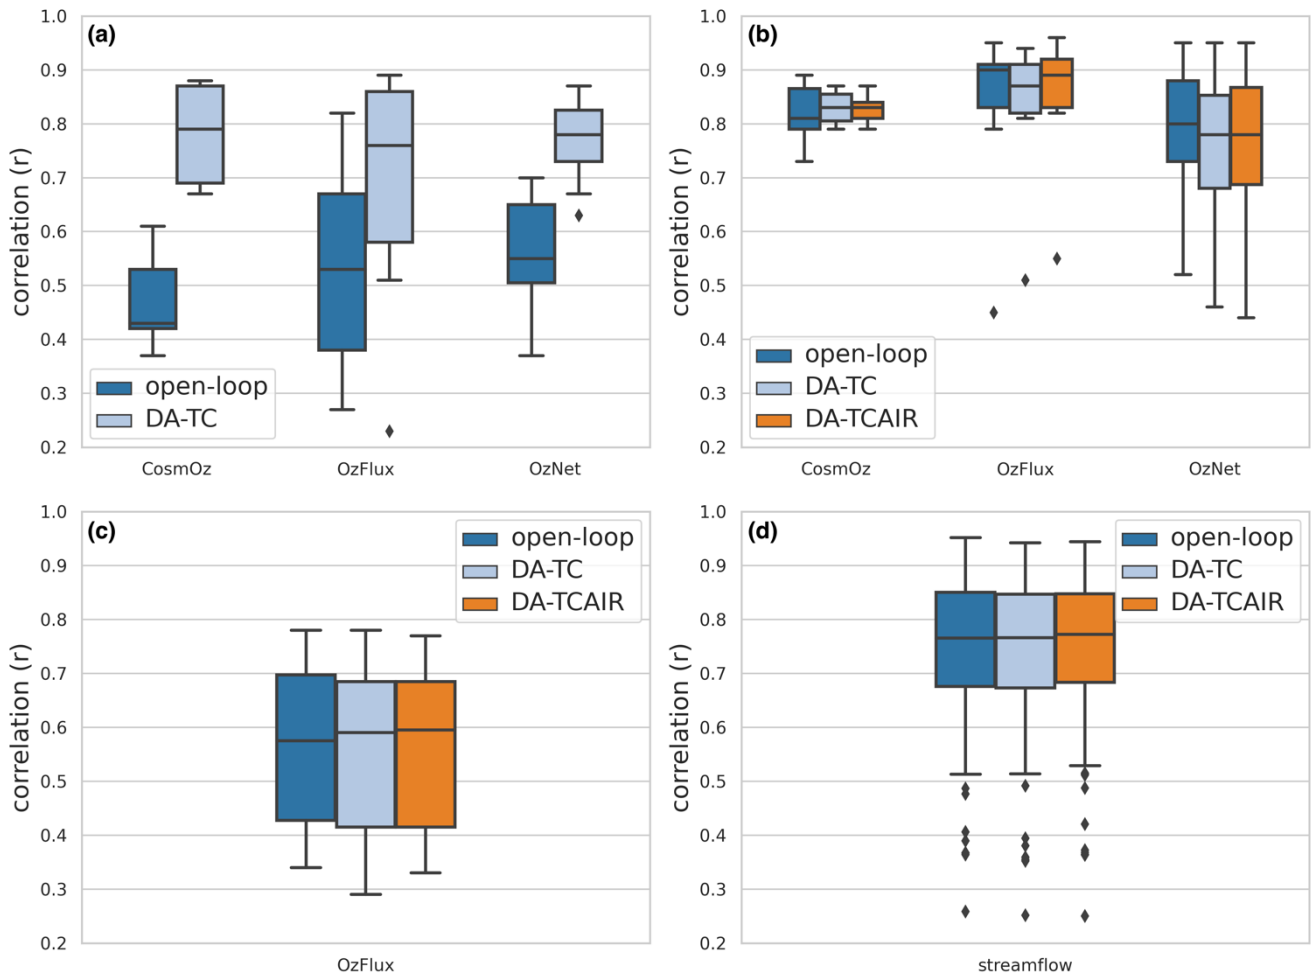 (a)
1.0
0.9
0.8
0.7
0.6
0.5
0.4
0.3
0.2
correlation (r)
open-loop
DA-TC
CosmOz OzFlux OzNet
(b)
1.0
0.9
0.8
0.7
0.6
0.5
0.4
0.3
0.2
correlation (r)
open-loop
DA-TC
DA-TCAIR
CosmOz OzFlux OzNet
(c)
1.0
0.9
0.8
0.7
0.6
0.5
0.4
0.3
0.2
correlation (r)
open-loop
DA-TC
DA-TCAIR
OzFlux
(d)
1.0
0.9
0.8
0.7
0.6
0.5
0.4
0.3
0.2
correlation (r)
open-loop
DA-TC
DA-TCAIR
streamflow